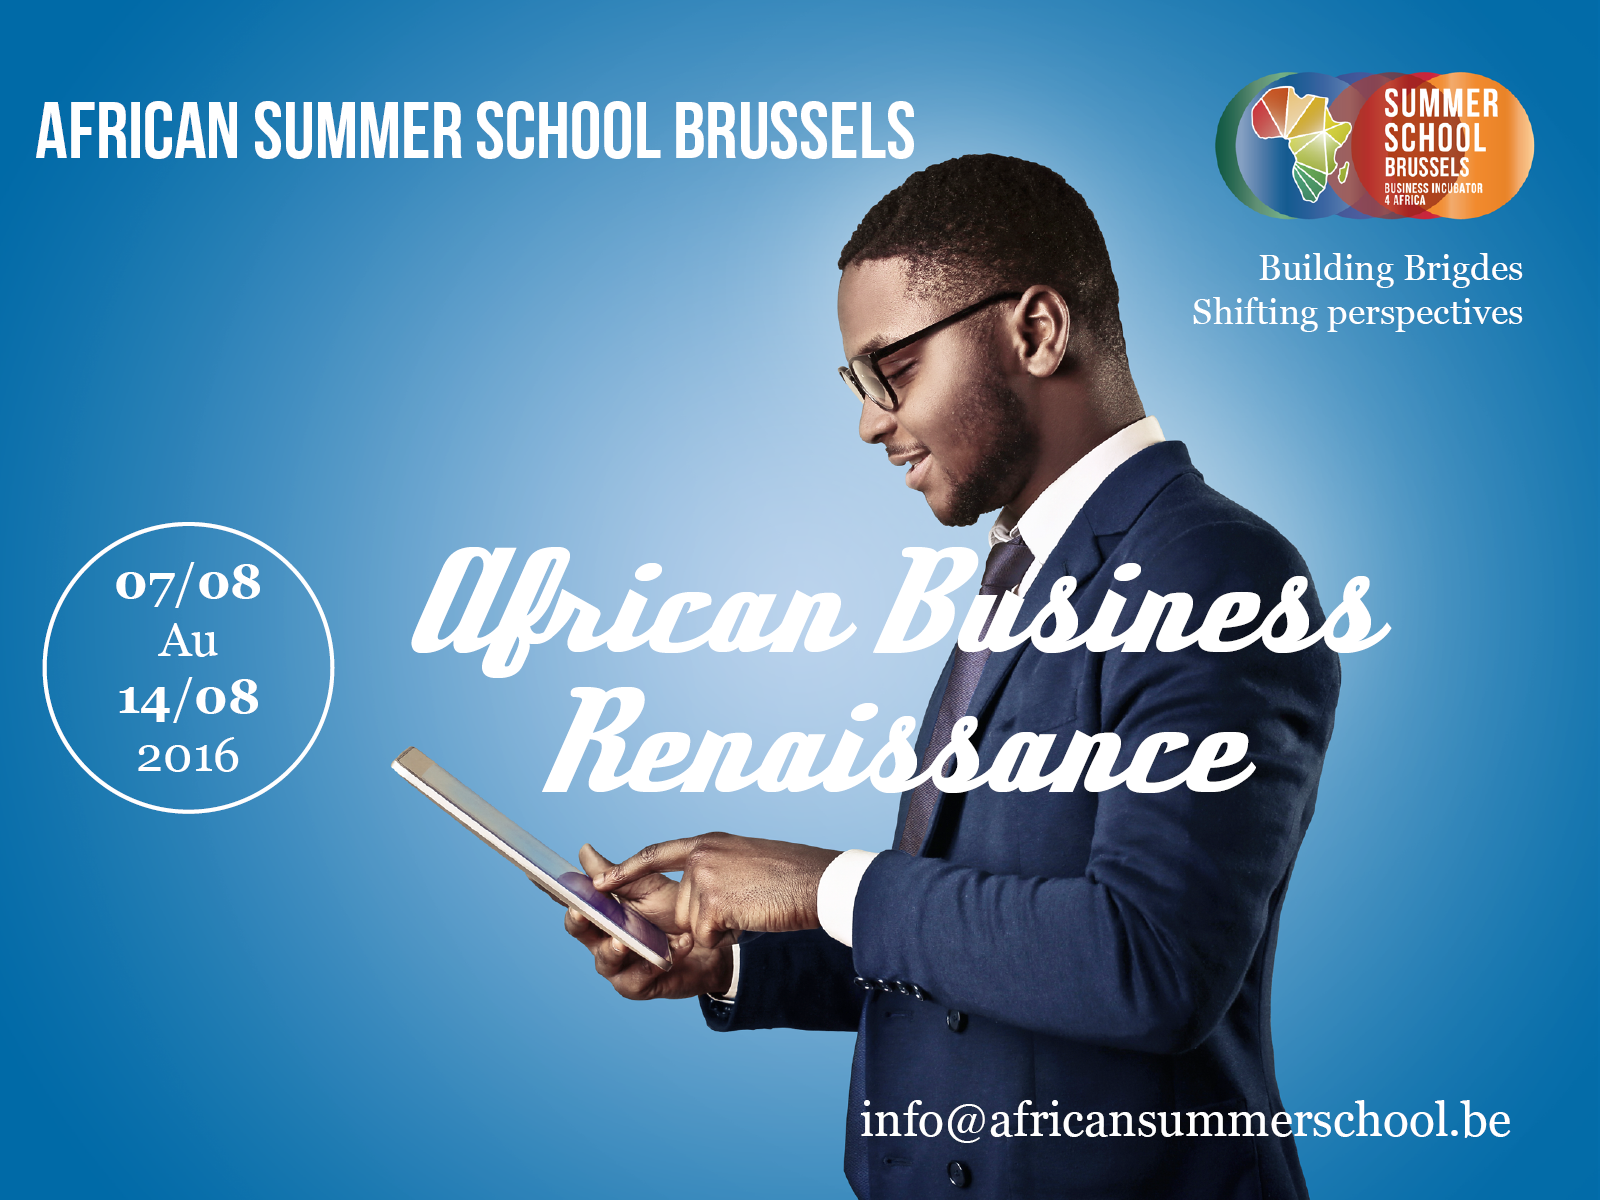 AFRICAN SUMMER SCHOOL BRUSSELS
SUMMER
SCHOOL
BRUSSELS
BUSINESS INCUBATOR
4 AFRICA
Building Brigdes
Shifting perspectives
07/08
Au
14/08
2016
African Business
Renaissance
info@africansummerschool.be